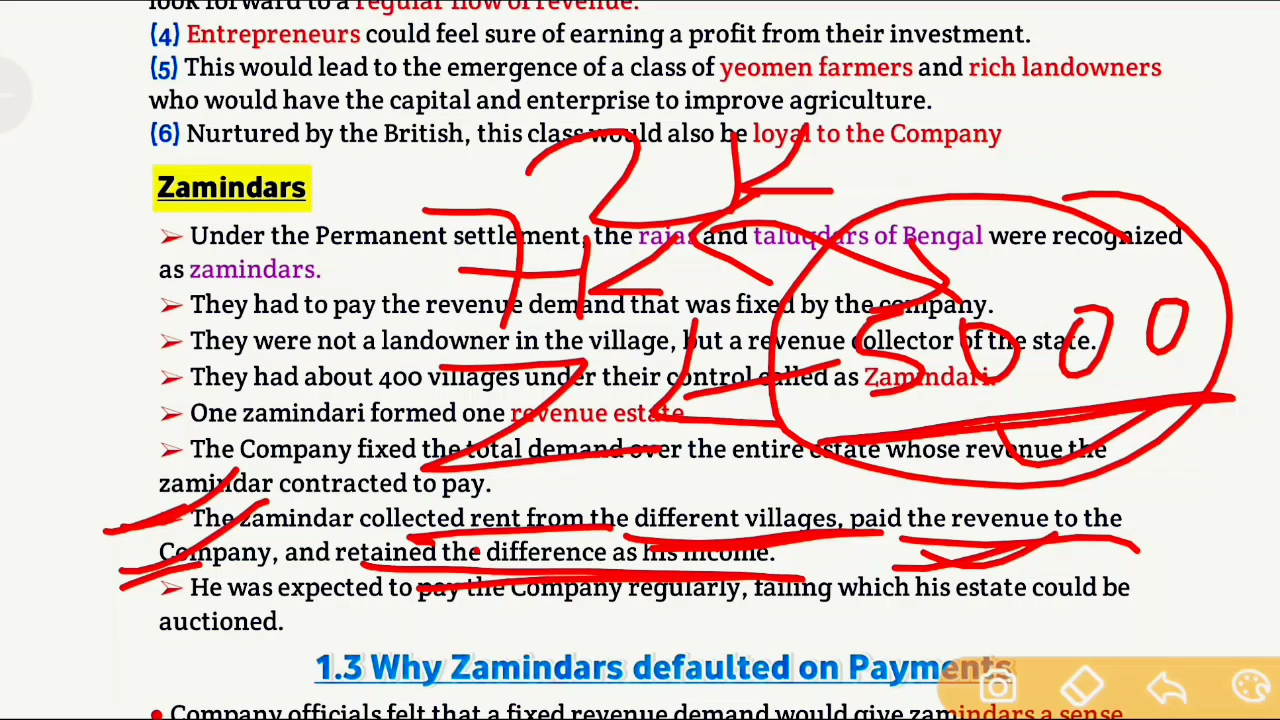 look forward to a regular flow of revenue.
(4) Entrepreneurs could feel sure of earning a profit from their investment.
(5) This would lead to the emergence of a class of yeomen farmers and rich landowners
who would have the capital and enterprise to improve agriculture.
(6) Nurtured by the British, this class would also be loyal to the Company
2K
Zamindars
➢ Under the Permanent settlement, the rajas and taluqdars of Bengal were recognized
as zamindars.
7K
➢ They had to pay the revenue demand that was fixed by the company.
5000
➢ They were not a landowner in the village, but a revenue collector of the state.
➢ They had about 400 villages under their control called as Zamindari.
➢ One zamindari formed one revenue estate
➢ The Company fixed the total demand over the entire estate whose revenue the
zamindar contracted to pay.
➢ The zamindar collected rent from the different villages, paid the revenue to the
Company, and retained the difference as his income.
➢ He was expected to pay the Company regularly, failing which his estate could be
auctioned.
1.3 Why Zamindars defaulted on Payments
• Company officials felt that a fixed revenue demand would give zamindars a sense